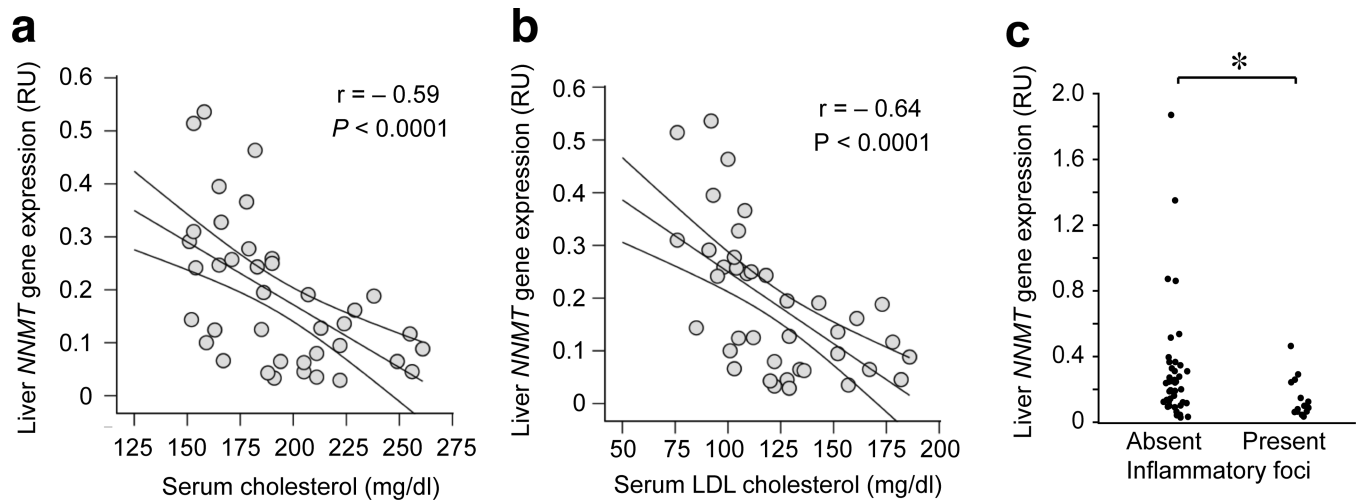 a
Liver NNMT gene expression (RU)
0.6
0.5
0.4
0.3
0.2
0.1
0
r = – 0.59
P < 0.0001
125 150 175 200 225 250 275
Serum cholesterol (mg/dl)
b
Liver NNMT gene expression (RU)
0.6
0.5
0.4
0.3
0.2
0.1
0
r = – 0.64
P < 0.0001
50 75 100 125 150 175 200
Serum LDL cholesterol (mg/dl)
c
Liver NNMT gene expression (RU)
2.0
1.6
1.2
0.8
0.4
0
*
Absent Present
Inflammatory foci